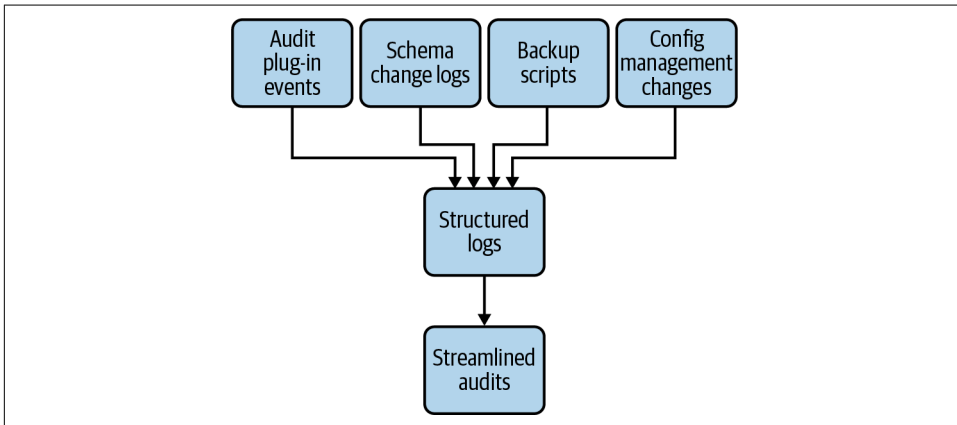 Audit
plug-in
events
Schema
change logs
Backup
scripts
Config
management
changes
Structured
logs
Streamlined
audits